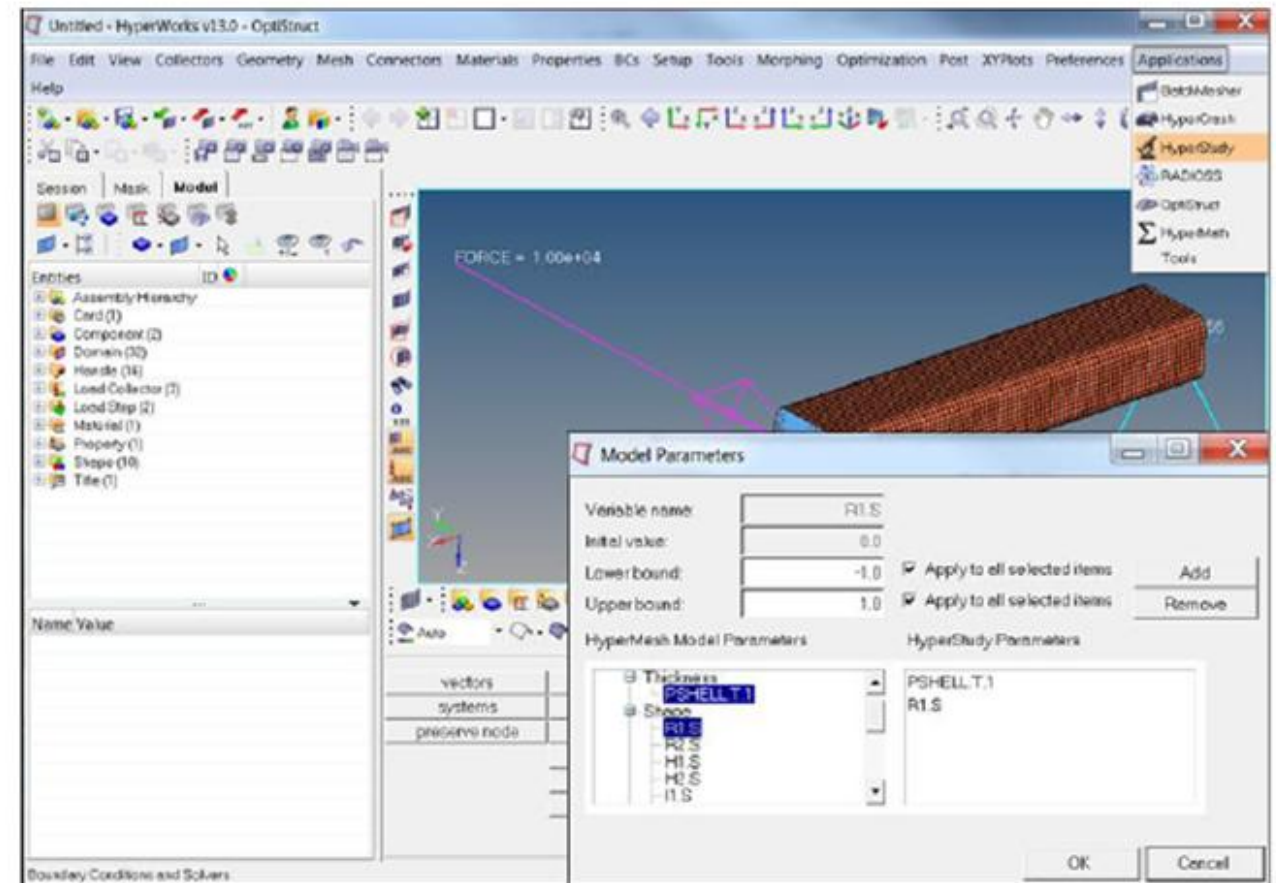 Untitled - HyperWorks v13.0 - OptiStruct
File Edit View Collectors Geometry Mesh Connectors Materials Properties BCs Setup Tools Morphing Optimization Post XYPlots Preferences Applications
Help
BatchMesher
HyperCrash
HyperStudy
RADIOSS
OptiStruct
HyperMath
Tools
Session Mask Model
Entities ID
Assembly Hierarchy
Card (1)
Component (2)
Domain (32)
Handle (16)
Load Collector (2)
Load Step (2)
Material (1)
Property (1)
Shape (10)
Title (1)
Name Value
FORCE = 1.00e+04
Auto
vectors
systems
preserve node
Model Parameters
Variable name: R1.S
Initial value: 0.0
Lower bound: -1.0 Apply to all selected items Add
Upper bound: 1.0 Apply to all selected items Remove
HyperMesh Model Parameters HyperStudy Parameters
Thickness
PSHELL.T.1
Shape
R1.S
R2.S
H1.S
H2.S
I1.S
PSHELL.T.1
R1.S
OK Cancel
Boundary Conditions and Solvers